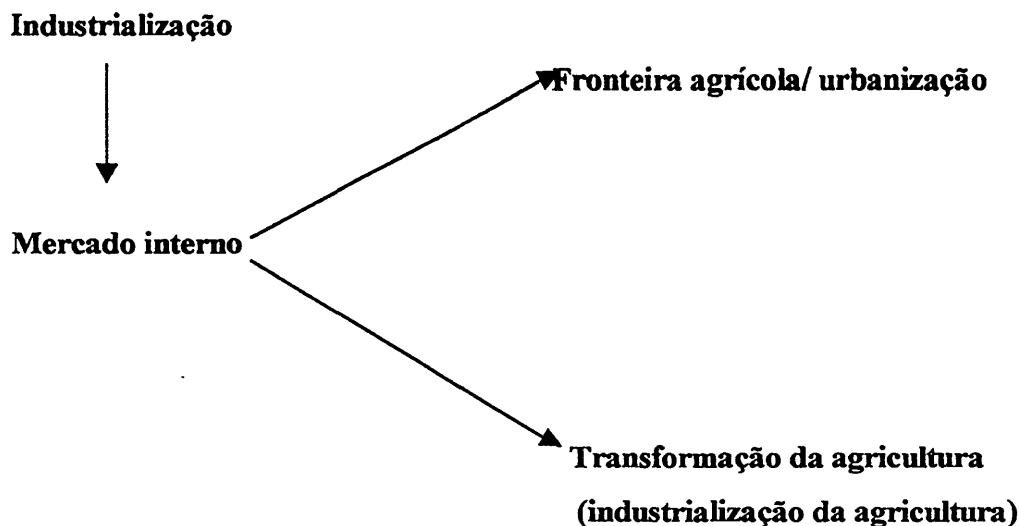 Industrialização
Fronteira agrícola/ urbanização
Mercado interno
Transformação da agricultura
(industrialização da agricultura)